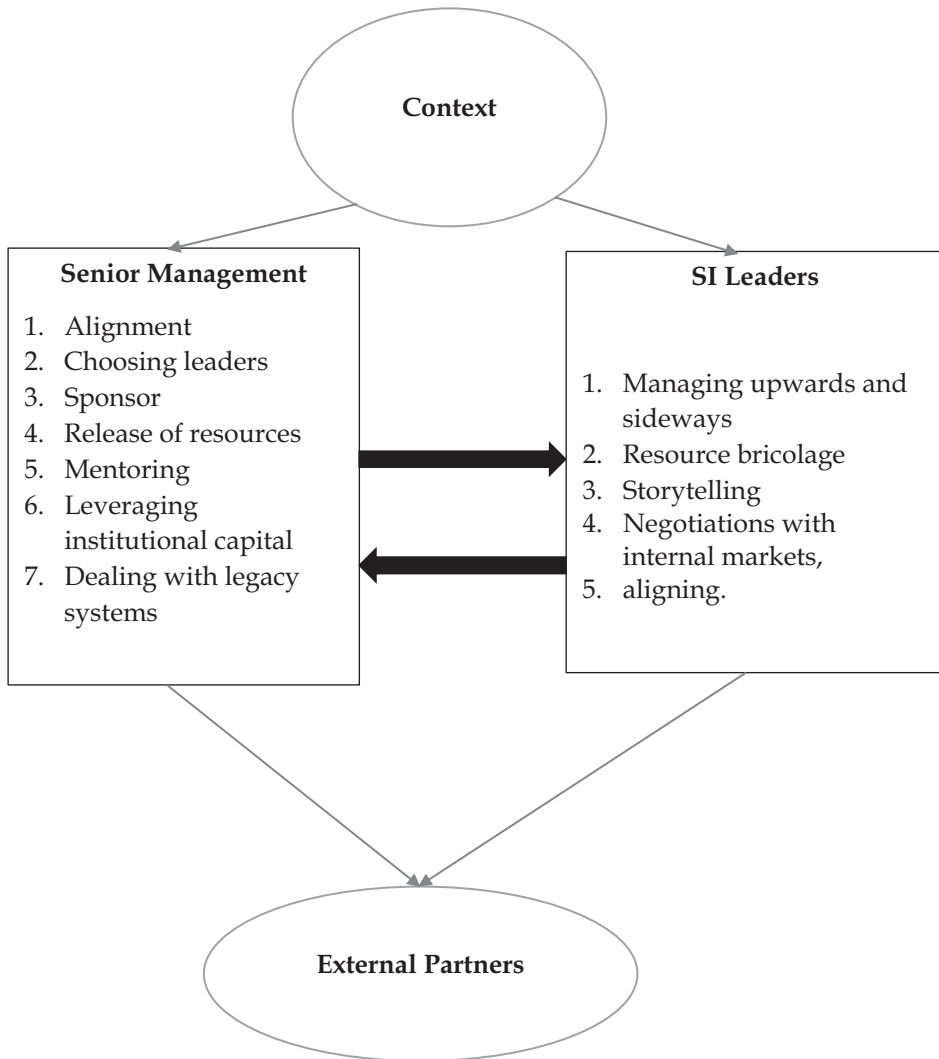 Context
Senior Management
1. Alignment
2. Choosing leaders
3. Sponsor
4. Release of resources
5. Mentoring
6. Leveraging
institutional capital
7. Dealing with legacy
systems
SI Leaders
1. Managing upwards and
sideways
2. Resource bricolage
3. Storytelling
4. Negotiations with
internal markets,
5. aligning.
External Partners